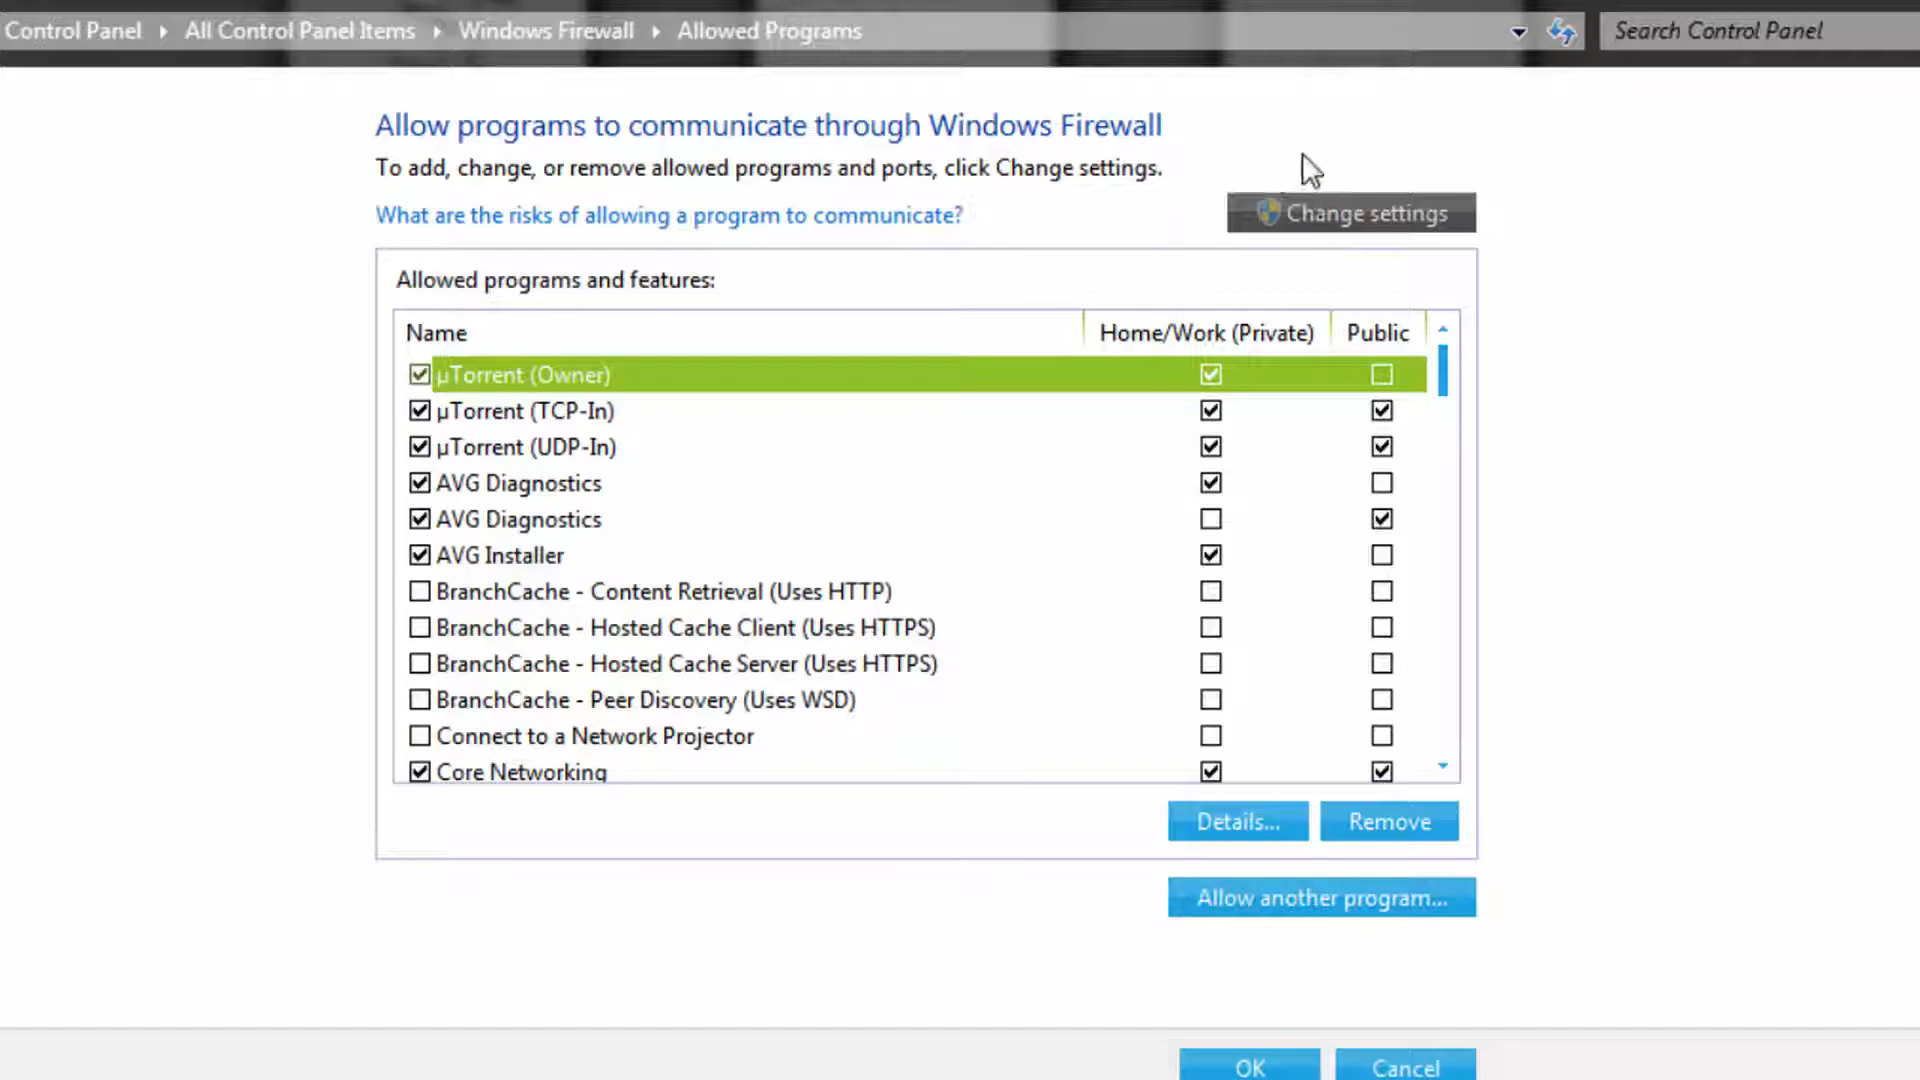 Control Panel ▸ All Control Panel Items ▸ Windows Firewall ▸ Allowed Programs
Search Control Panel
Allow programs to communicate through Windows Firewall
To add, change, or remove allowed programs and ports, click Change settings.
What are the risks of allowing a program to communicate?
Change settings
Allowed programs and features:
Name Home/Work (Private) Public
µTorrent (Owner)
µTorrent (TCP-In)
µTorrent (UDP-In)
AVG Diagnostics
AVG Diagnostics
AVG Installer
BranchCache - Content Retrieval (Uses HTTP)
BranchCache - Hosted Cache Client (Uses HTTPS)
BranchCache - Hosted Cache Server (Uses HTTPS)
BranchCache - Peer Discovery (Uses WSD)
Connect to a Network Projector
Core Networking
Details... Remove
Allow another program...
OK Cancel